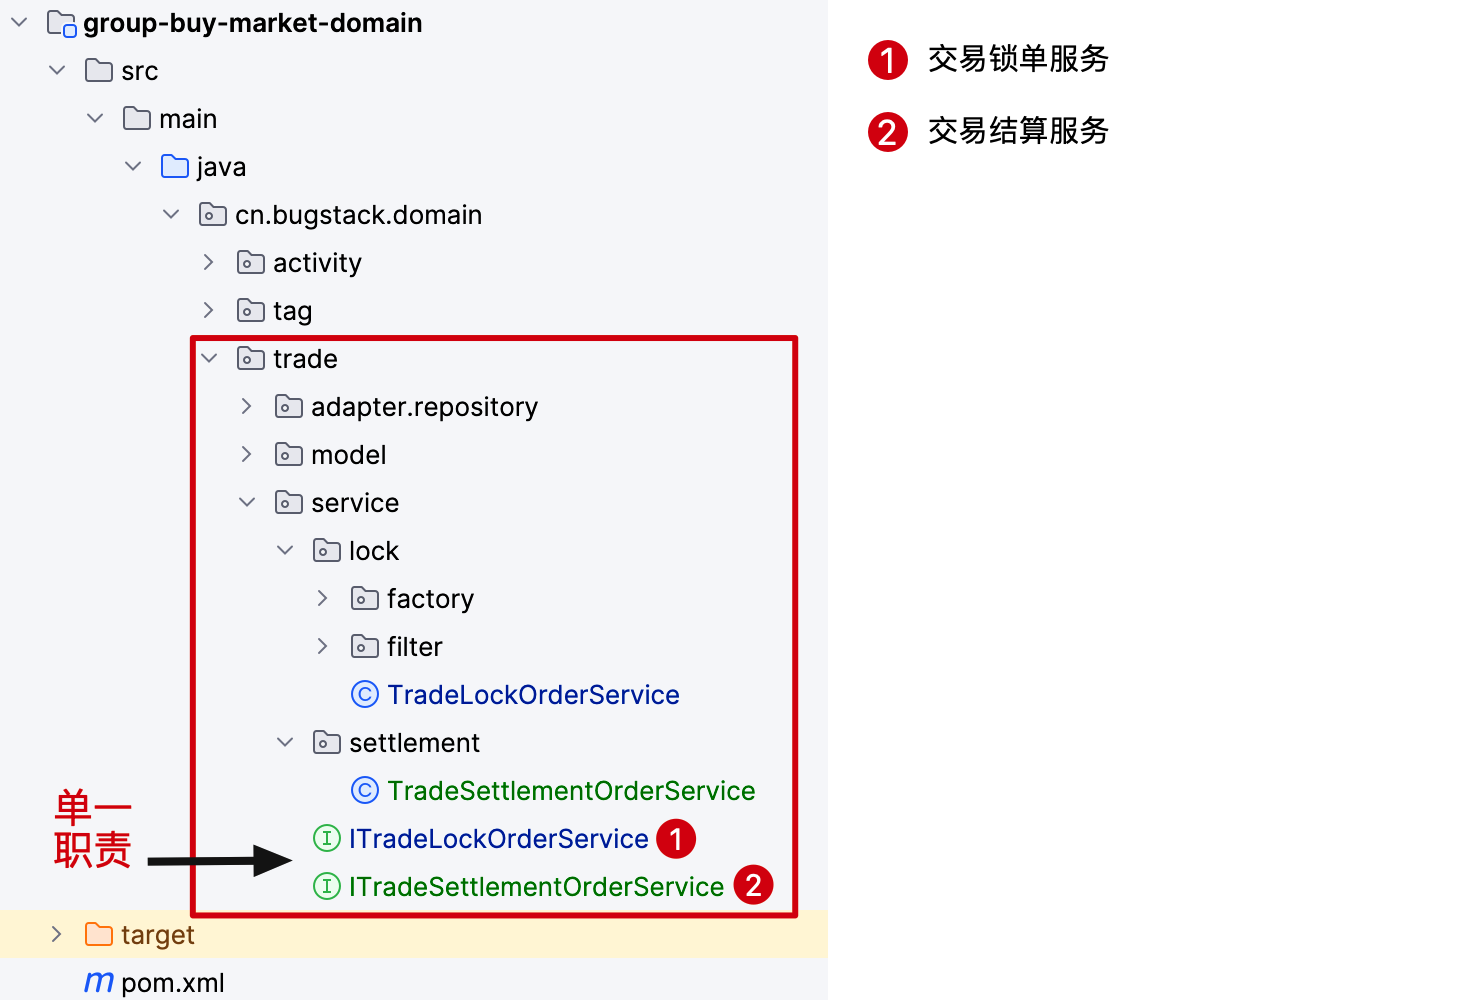 group-buy-market-domain
src
main
java
cn.bugstack.domain
activity
tag
trade
adapter.repository
model
service
lock
factory
filter
C TradeLockOrderService
settlement
C TradeSettlementOrderService
I ITradeLockOrderService 1
I ITradeSettlementOrderService 2
target
m pom.xml
单一
职责
1 交易锁单服务
2 交易结算服务